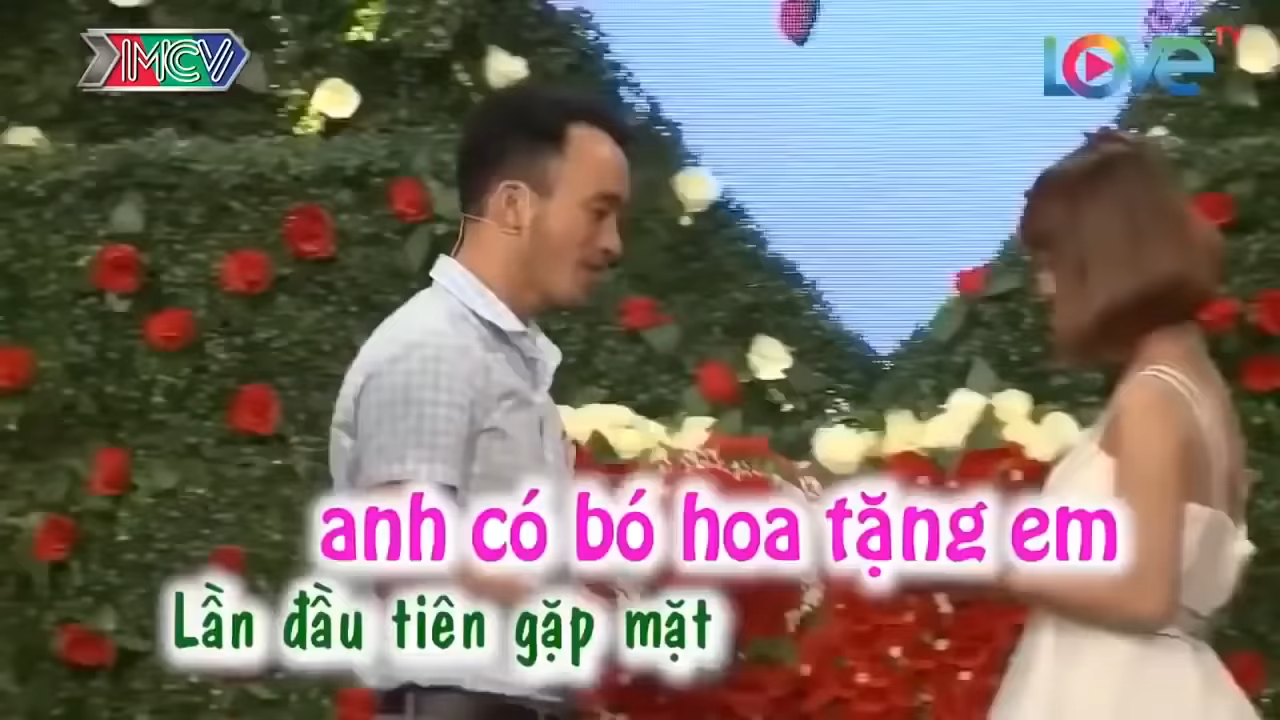 MCV
LOVE TV
anh có bó hoa tặng em
Lần đầu tiên gặp mặt